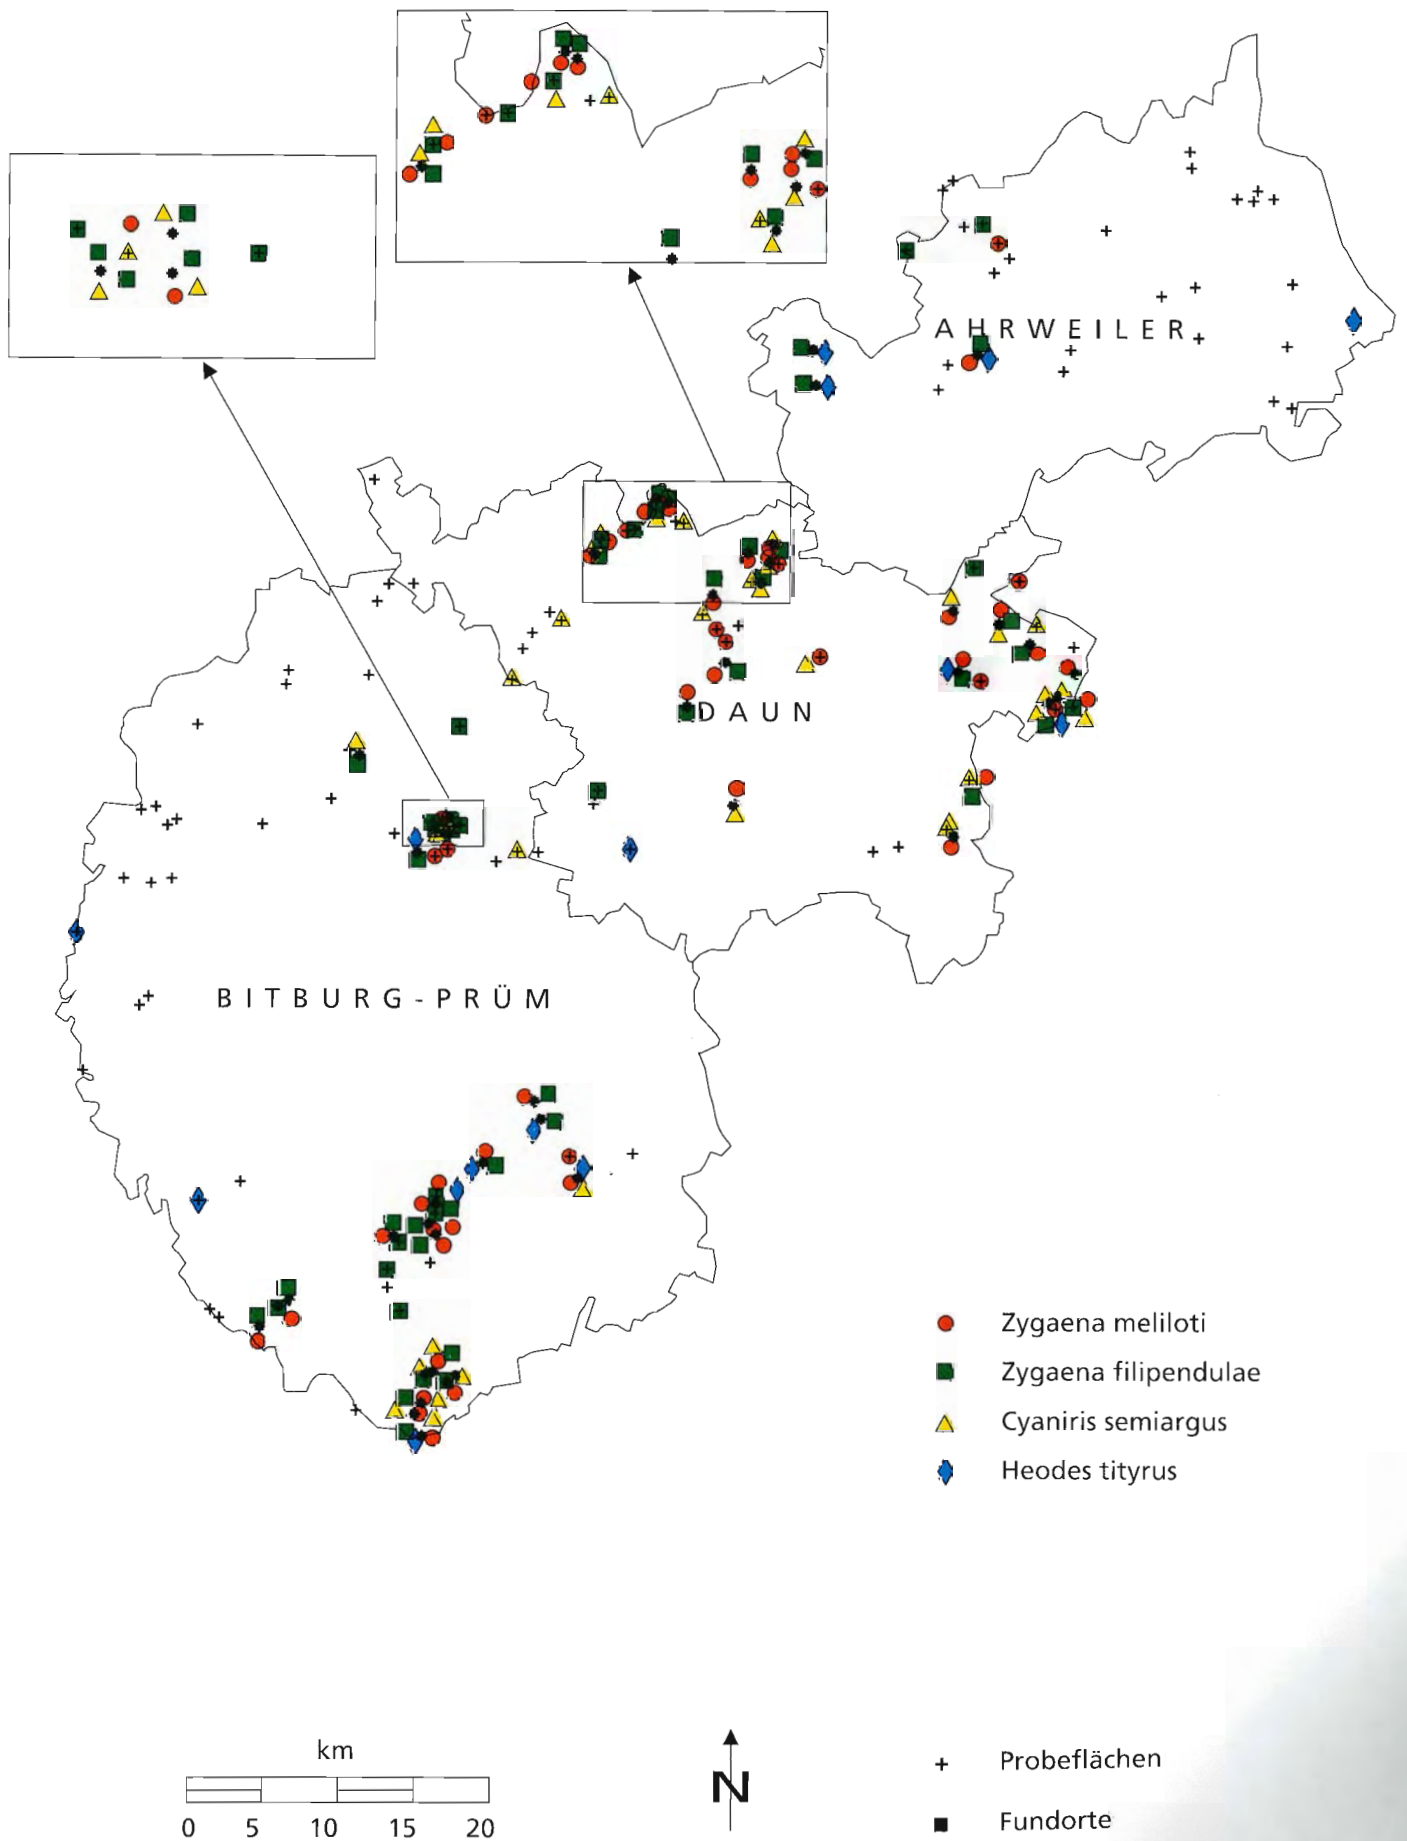 AHRWEILER
DAUN
BITBURG-PRÜM
Zygaena meliloti
Zygaena filipendulae
Cyaniris semiargus
Heodes tityrus
km
0 5 10 15 20
N
Probeflächen
Fundorte